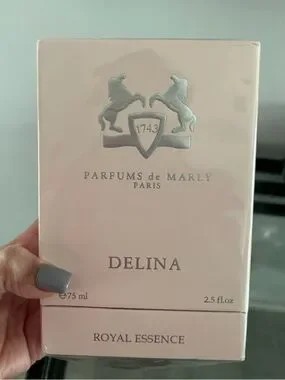 1743
PARFUMS de MARLY
PARIS
DELINA
℮75 ml 2.5 fl.oz
ROYAL ESSENCE